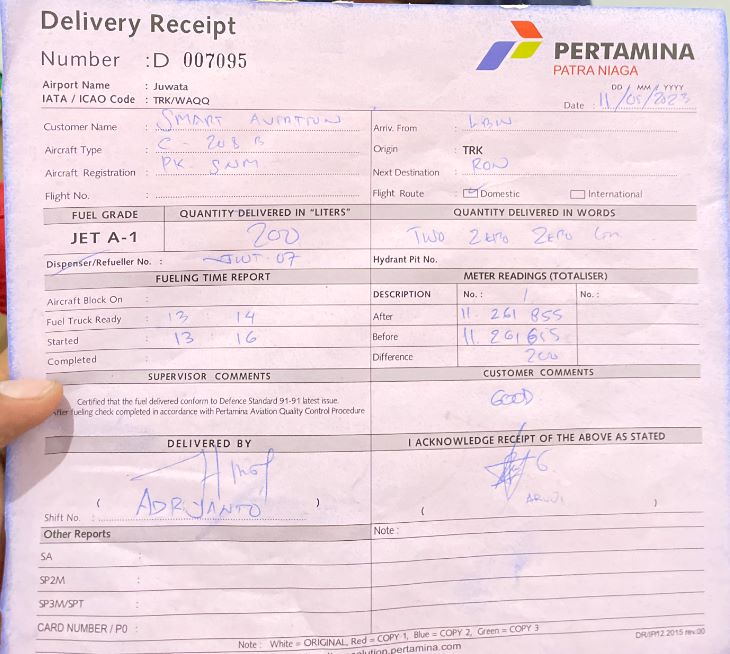 Delivery Receipt
Number : D 007095
PERTAMINA
PATRA NIAGA
Airport Name : Juwata
IATA / ICAO Code : TRK/WAQQ
DD / MM / YYYY
Date : 11/05/2023
Customer Name : SMART AVIATION
Arriv. From : LBW
Aircraft Type : C - 208 B
Origin : TRK
Aircraft Registration : PK - SNM
Next Destination : RON
Flight No. :
Flight Route : Domestic International
FUEL GRADE QUANTITY DELIVERED IN "LITERS" QUANTITY DELIVERED IN WORDS
JET A-1 200 TWO ZERO ZERO
Dispenser/Refueller No. : JWT-07 Hydrant Pit No.
FUELING TIME REPORT METER READINGS (TOTALISER)
Aircraft Block On : DESCRIPTION No. : 1 No. :
Fuel Truck Ready : 13 14 After 11. 261 855
Started : 13 16 Before 11. 261 655
Completed : Difference 200
SUPERVISOR COMMENTS CUSTOMER COMMENTS
Certified that the fuel delivered conform to Defence Standard 91-91 latest issue.
After fueling check completed in accordance with Pertamina Aviation Quality Control Procedure
GOOD
DELIVERED BY I ACKNOWLEDGE RECEIPT OF THE ABOVE AS STATED
( ADRIYANTO ) ( )
Shift No. :
Other Reports Note :
SA :
SP2M :
SP3M/SPT :
CARD NUMBER / P0 :
Note : White = ORIGINAL, Red = COPY 1, Blue = COPY 2, Green = COPY 3
DR/IP12.2015 rev.00
olution.pertamina.com